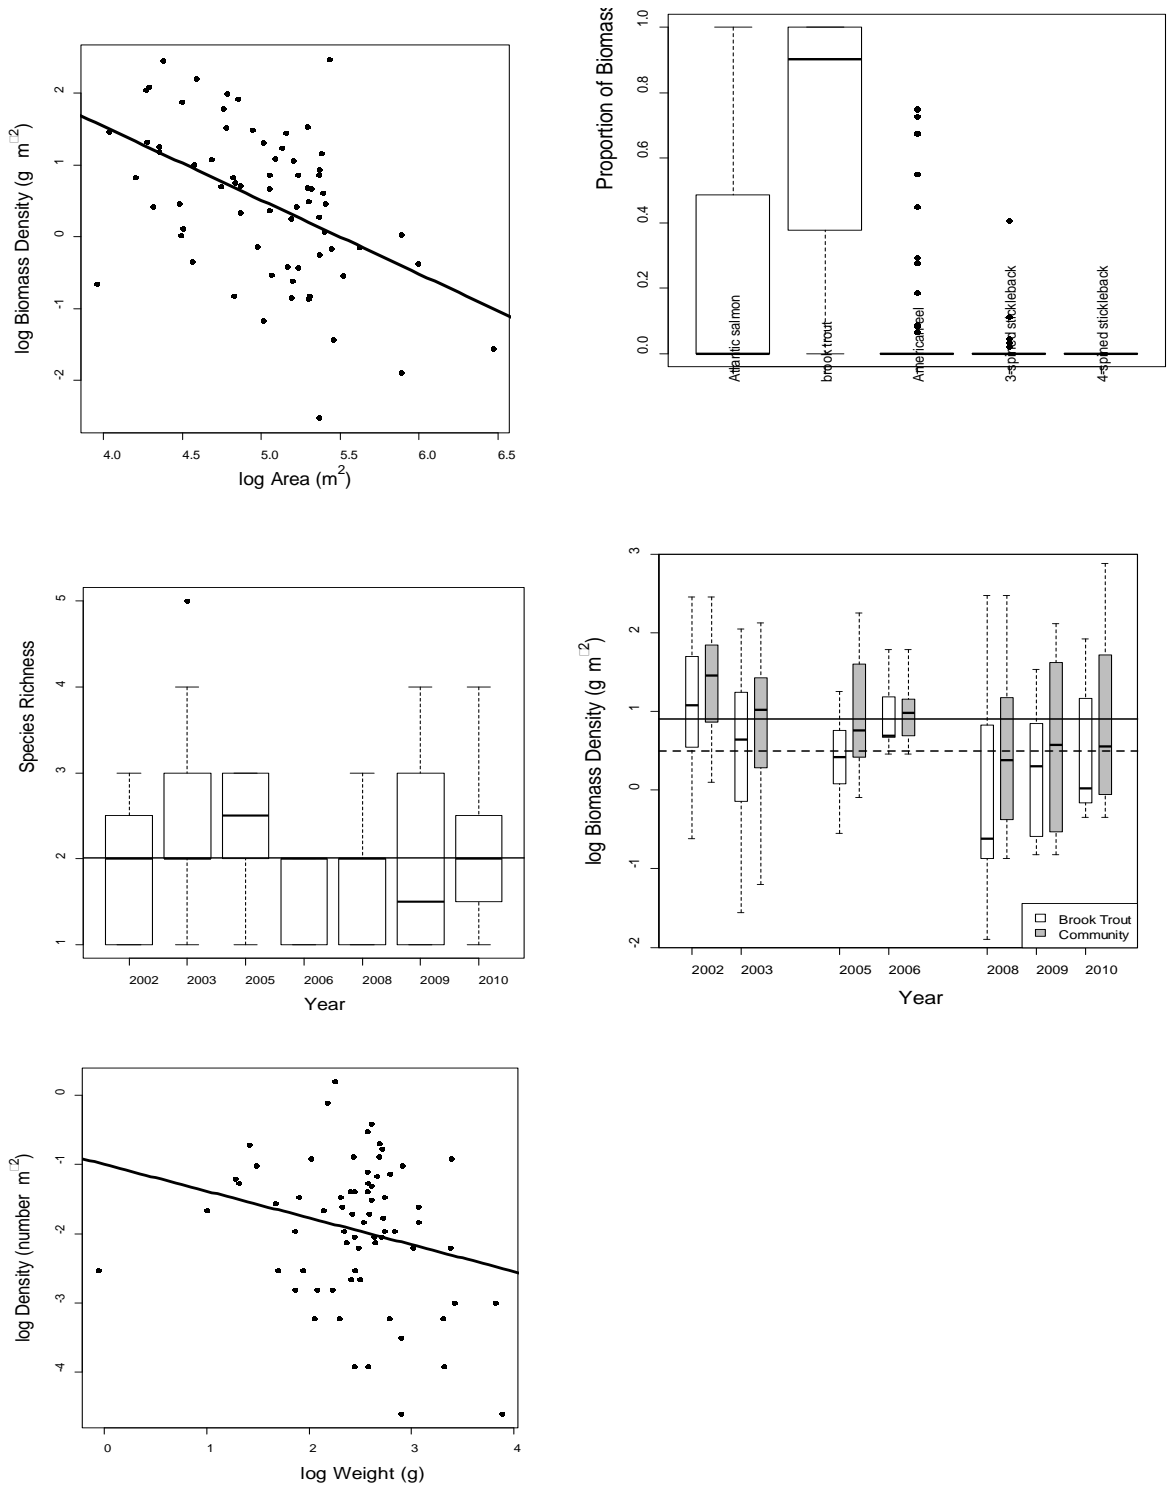 log Biomass Density (g m□2)
2
1
0
-1
-2
4.0 4.5 5.0 5.5 6.0 6.5
log Area (m2)
Proportion of Biomass
1.0
0.8
0.6
0.4
0.2
0.0
Atlantic salmon
brook trout
American eel
3-spined stickleback
4-spined stickleback
Species Richness
5
4
3
2
1
2002 2003 2005 2006 2008 2009 2010
Year
log Biomass Density (g m□2)
3
2
1
0
-1
-2
Brook Trout
Community
2002 2003 2005 2006 2008 2009 2010
Year
log Density (number m□2)
0
-1
-2
-3
-4
0 1 2 3 4
log Weight (g)